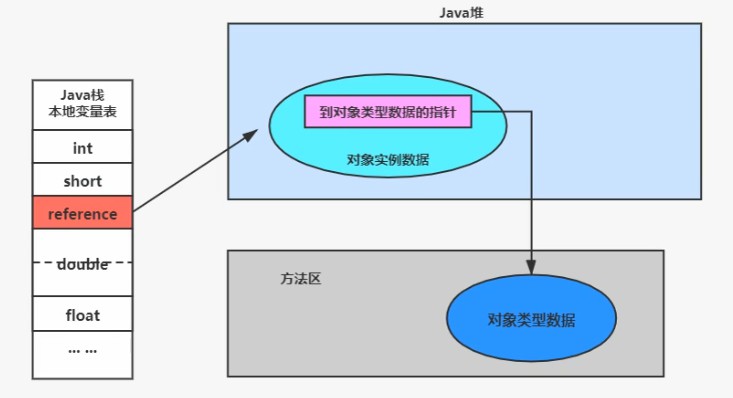 Java堆
Java栈
本地变量表
int
short
reference
double
float
... ...
到对象类型数据的指针
对象实例数据
方法区
对象类型数据